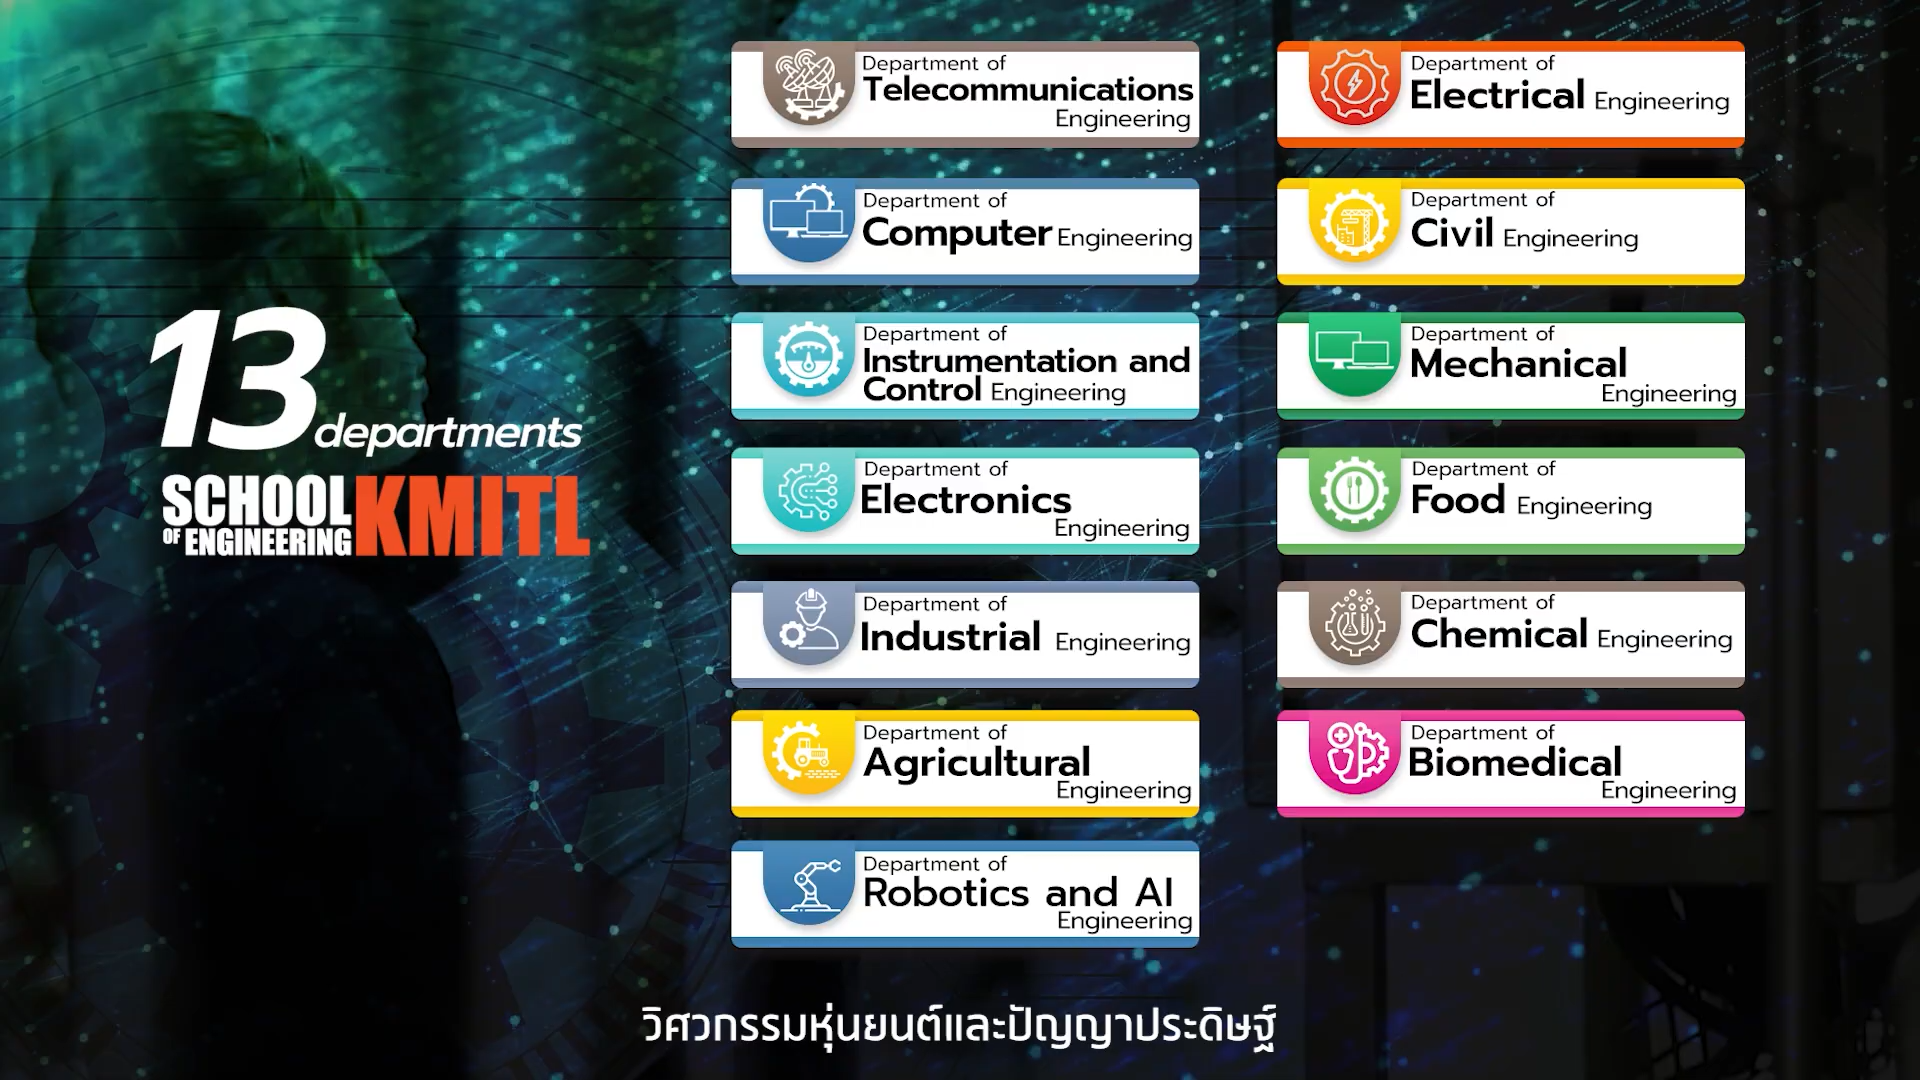 13 departments
SCHOOL
OF ENGINEERING
KMITL
Department of
Telecommunications
Engineering
Department of
Computer Engineering
Department of
Instrumentation and
Control Engineering
Department of
Electronics
Engineering
Department of
Industrial Engineering
Department of
Agricultural
Engineering
Department of
Robotics and AI
Engineering
Department of
Electrical Engineering
Department of
Civil Engineering
Department of
Mechanical
Engineering
Department of
Food Engineering
Department of
Chemical Engineering
Department of
Biomedical
Engineering
วิศวกรรมหุ่นยนต์และปัญญาประดิษฐ์